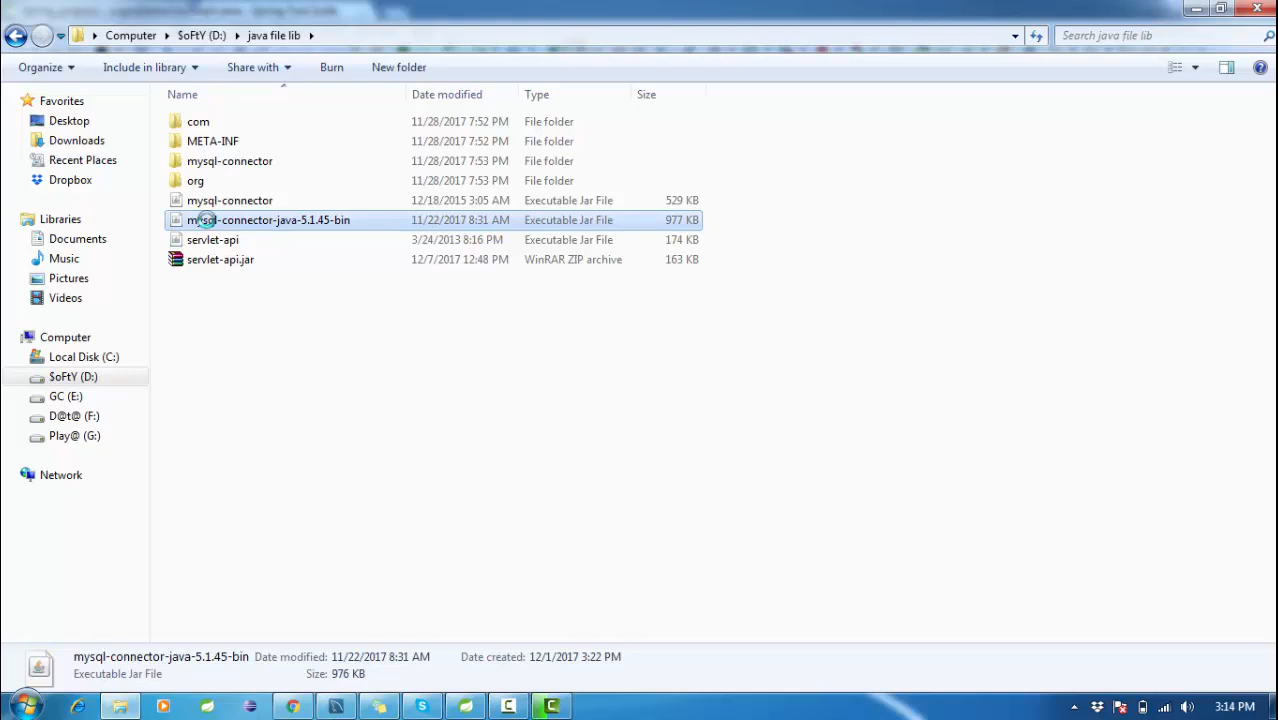 Computer $oFtY (D:) java file lib
Search java file lib
Organize Include in library Share with Burn New folder
Name Date modified Type Size
Favorites
Desktop
Downloads
Recent Places
Dropbox
Libraries
Documents
Music
Pictures
Videos
Computer
Local Disk (C:)
$oFtY (D:)
GC (E:)
D@t@ (F:)
Play@ (G:)
Network
com 11/28/2017 7:52 PM File folder
META-INF 11/28/2017 7:52 PM File folder
mysql-connector 11/28/2017 7:53 PM File folder
org 11/28/2017 7:53 PM File folder
mysql-connector 12/18/2015 3:05 AM Executable Jar File 529 KB
mysql-connector-java-5.1.45-bin 11/22/2017 8:31 AM Executable Jar File 977 KB
servlet-api 3/24/2013 8:16 PM Executable Jar File 174 KB
servlet-api.jar 12/7/2017 12:48 PM WinRAR ZIP archive 163 KB
mysql-connector-java-5.1.45-bin Date modified: 11/22/2017 8:31 AM Date created: 12/1/2017 3:22 PM
Executable Jar File Size: 976 KB
3:14 PM